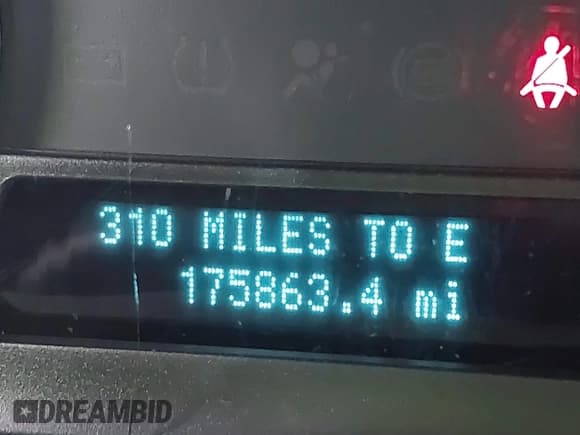 310 MILES TO E
175863.4 mi
DREAMBID